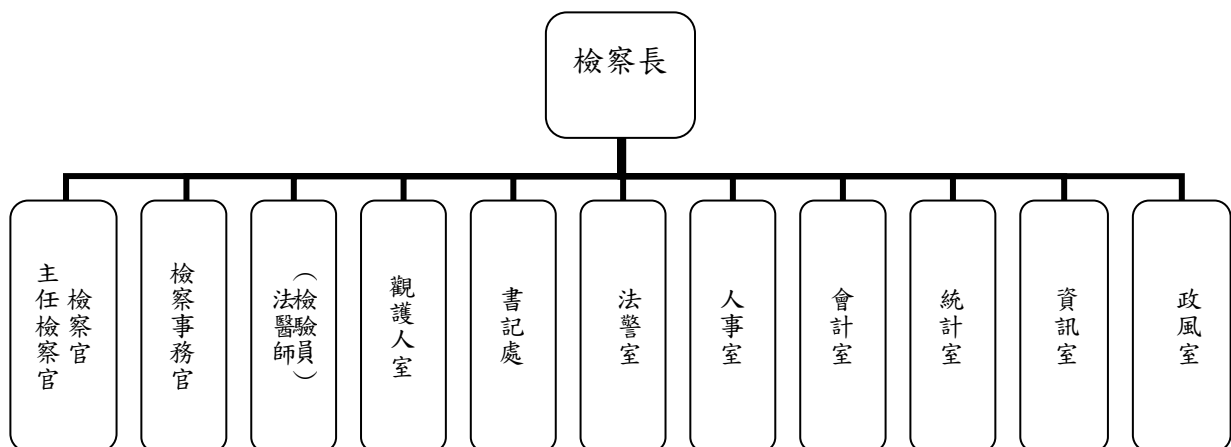 檢察長
主任檢察官
檢察官
檢察事務官
法醫師
（檢驗員）
觀護人室
書記處
法警室
人事室
會計室
統計室
資訊室
政風室